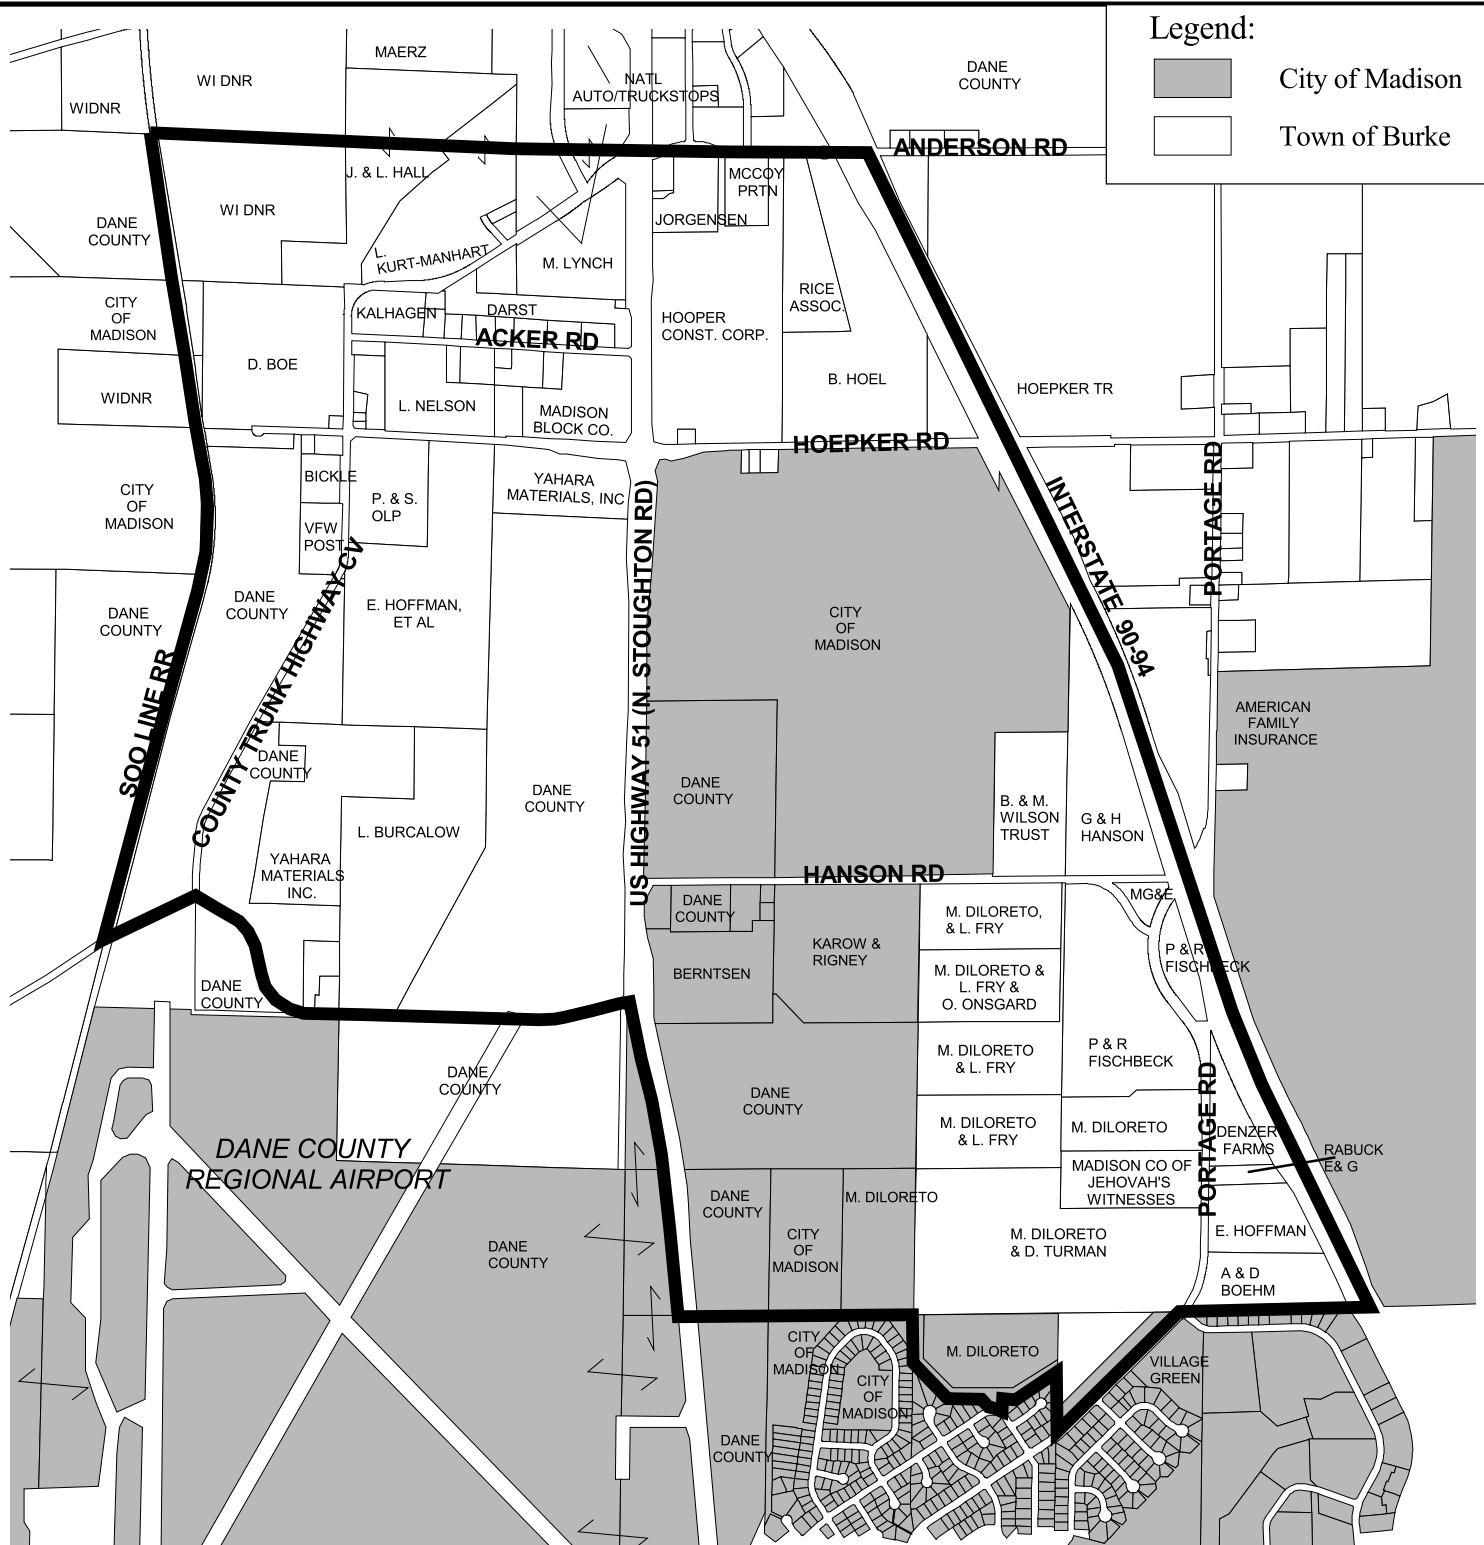 Legend:
City of Madison
Town of Burke
MAERZ
WI DNR
WIDNR
NATL
AUTO/TRUCKSTOPS
DANE
COUNTY
ANDERSON RD
J. & L. HALL
MCCOY
PRTN
WI DNR
DANE
COUNTY
JORGENSEN
L.
KURT-MANHART
M. LYNCH
CITY
OF
MADISON
KALHAGEN
DARST
RICE
ASSOC.
HOOPER
CONST. CORP.
ACKER RD
D. BOE
B. HOEL
HOEPKER TR
WIDNR
L. NELSON
MADISON
BLOCK CO.
HOEPKER RD
CITY
OF
MADISON
BICKLE
P. & S.
OLP
YAHARA
MATERIALS, INC
VFW
POST
INTERSTATE 90-94
PORTAGE RD
DANE
COUNTY
DANE
COUNTY
COUNTY TRUNK HIGHWAY CV
E. HOFFMAN,
ET AL
US HIGHWAY 51 (N. STOUGHTON RD)
CITY
OF
MADISON
SOO LINE RR
AMERICAN
FAMILY
INSURANCE
DANE
COUNTY
DANE
COUNTY
DANE
COUNTY
B. & M.
WILSON
TRUST
G & H
HANSON
L. BURCALOW
YAHARA
MATERIALS
INC.
HANSON RD
MG&E
DANE
COUNTY
M. DILORETO,
& L. FRY
KAROW &
RIGNEY
P & R
FISCHBECK
BERNTSEN
M. DILORETO &
L. FRY &
O. ONSGARD
DANE
COUNTY
M. DILORETO
& L. FRY
P & R
FISCHBECK
DANE
COUNTY
DANE
COUNTY
PORTAGE RD
M. DILORETO
& L. FRY
M. DILORETO
DENZER
FARMS
RABUCK
E& G
DANE COUNTY
REGIONAL AIRPORT
MADISON CO OF
JEHOVAH'S
WITNESSES
DANE
COUNTY
M. DILORETO
CITY
OF
MADISON
M. DILORETO
& D. TURMAN
E. HOFFMAN
DANE
COUNTY
A & D
BOEHM
CITY
OF
MADISON
M. DILORETO
VILLAGE
GREEN
CITY
OF
MADISON
DANE
COUNTY